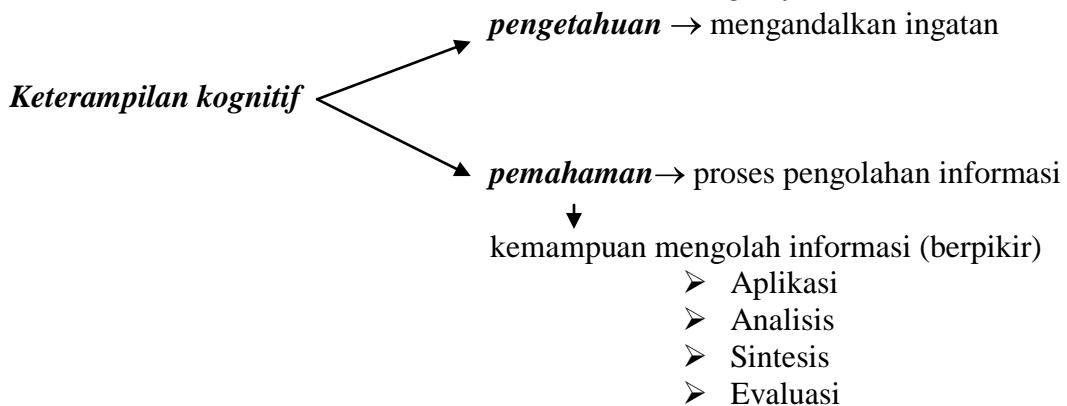 pengetahuan → mengandalkan ingatan
Keterampilan kognitif
pemahaman → proses pengolahan informasi
kemampuan mengolah informasi (berpikir)
➢ Aplikasi
➢ Analisis
➢ Sintesis
➢ Evaluasi